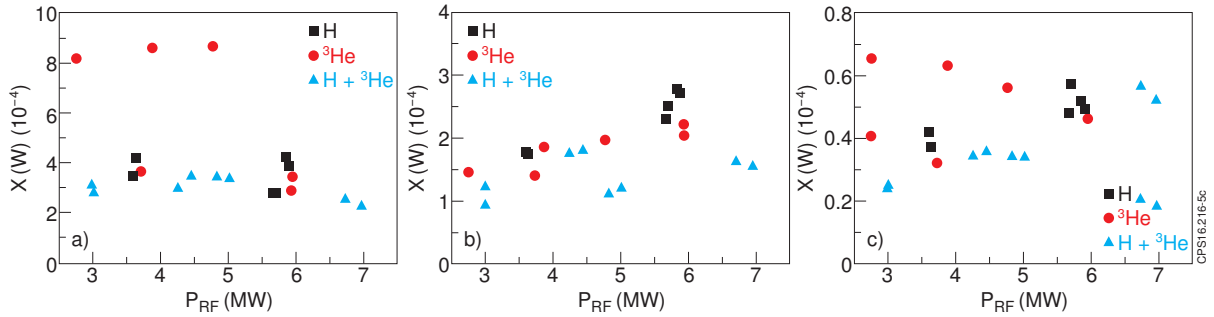 10
8
6
4
2
0
X (W) (10⁻⁴)
H
³He
H + ³He
a)
3 4 5 6 7
P_RF (MW)
4
3
2
1
0
X (W) (10⁻⁴)
H
³He
H + ³He
b)
3 4 5 6 7
P_RF (MW)
0.8
0.6
0.4
0.2
0
X (W) (10⁻⁴)
H
³He
H + ³He
c)
3 4 5 6 7
P_RF (MW)
CPS16.216-5c